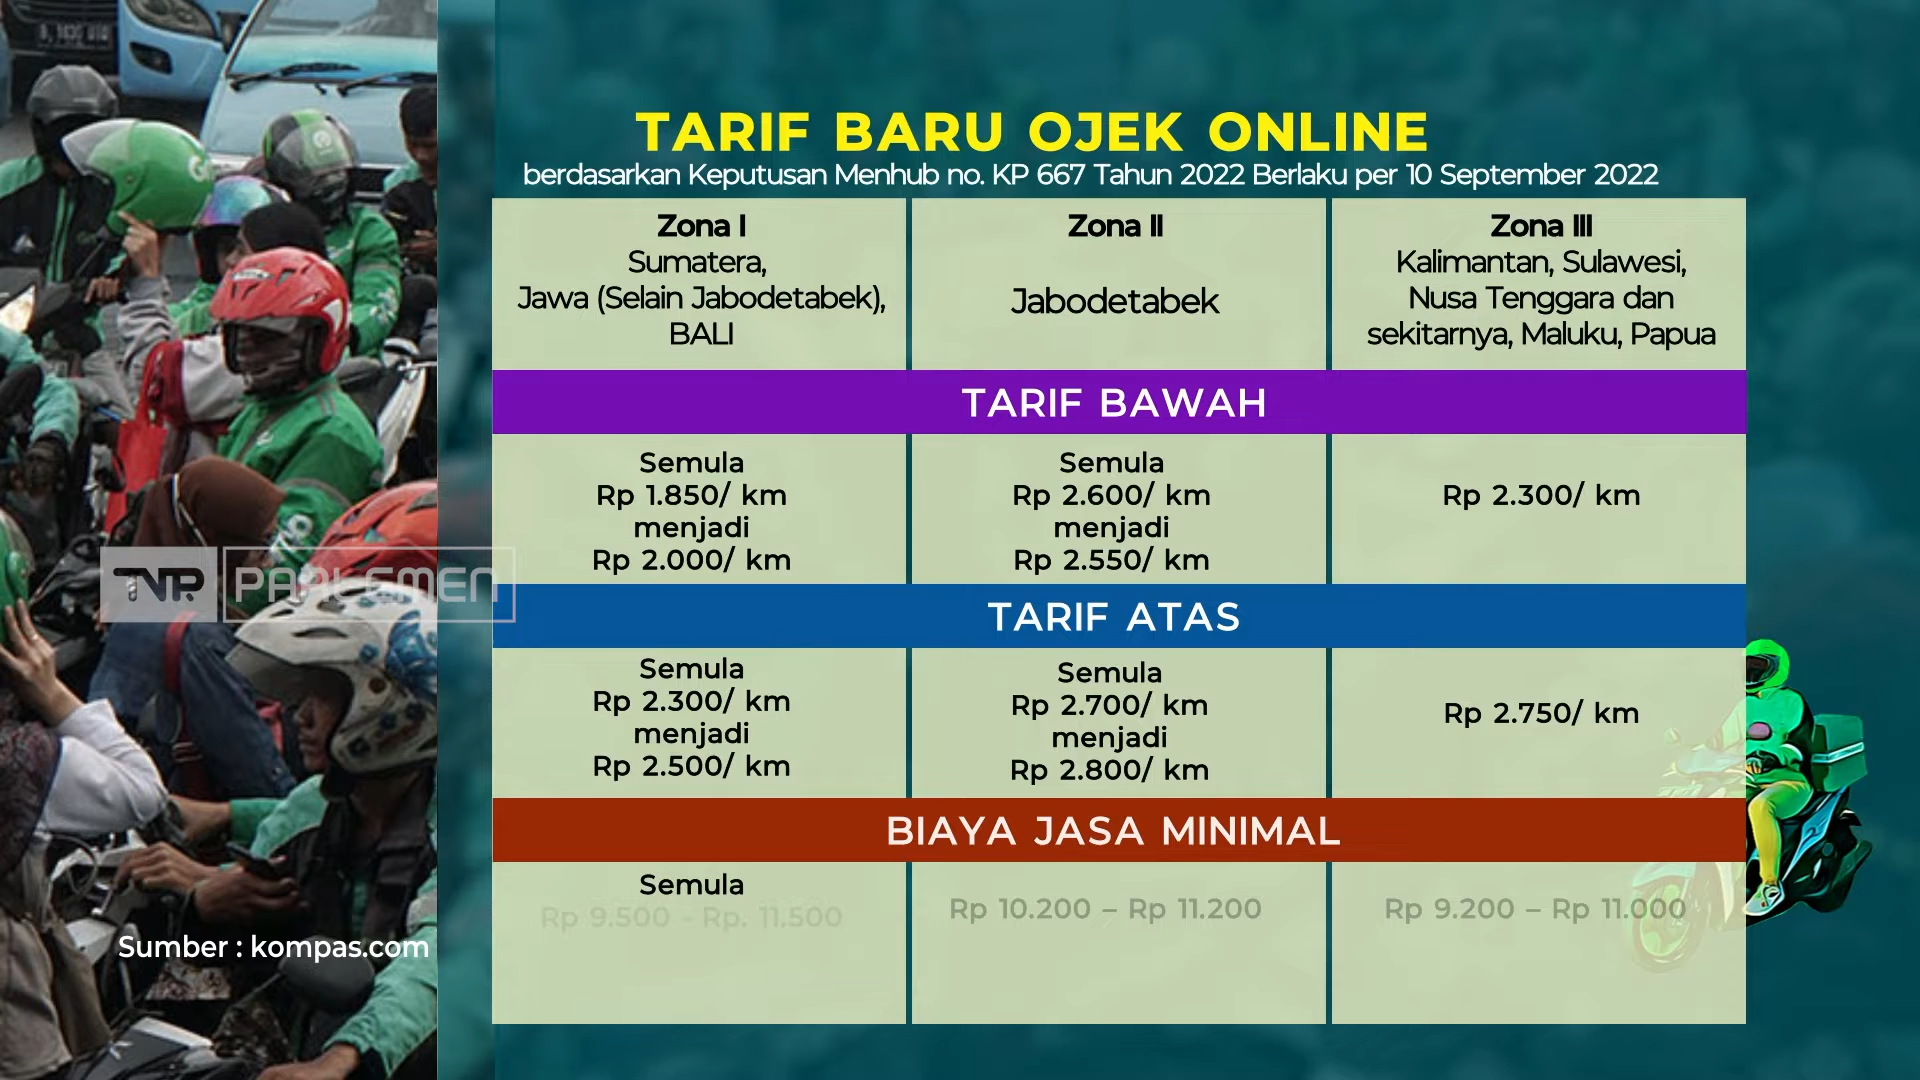 TARIF BARU OJEK ONLINE
berdasarkan Keputusan Menhub no. KP 667 Tahun 2022 Berlaku per 10 September 2022
Zona I
Sumatera,
Jawa (Selain Jabodetabek),
BALI
Zona II
Jabodetabek
Zona III
Kalimantan, Sulawesi,
Nusa Tenggara dan
sekitarnya, Maluku, Papua
TARIF BAWAH
Semula
Rp 1.850/ km
menjadi
Rp 2.000/ km
Semula
Rp 2.600/ km
menjadi
Rp 2.550/ km
Rp 2.300/ km
TVR PARLEMEN
TARIF ATAS
Semula
Rp 2.300/ km
menjadi
Rp 2.500/ km
Semula
Rp 2.700/ km
menjadi
Rp 2.800/ km
Rp 2.750/ km
BIAYA JASA MINIMAL
Semula
Rp 9.500 - Rp. 11.500
Rp 10.200 – Rp 11.200
Rp 9.200 – Rp 11.000
Sumber : kompas.com